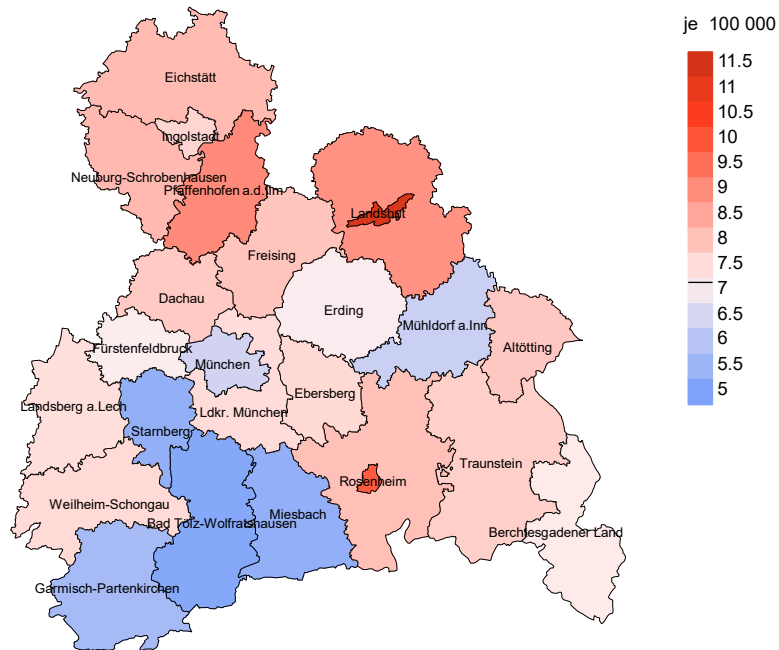 je 100 000
11.5
11
10.5
10
9.5
9
8.5
8
7.5
7
6.5
6
5.5
5
Eichstätt
Ingolstadt
Neuburg-Schrobenhausen
Pfaffenhofen a.d.Ilm
Landshut
Freising
Dachau
Erding
Mühldorf a.Inn
Altötting
Fürstenfeldbruck
München
Ebersberg
Landsberg a.Lech
Ldkr. München
Starnberg
Traunstein
Rosenheim
Weilheim-Schongau
Miesbach
Bad Tölz-Wolfratshausen
Berchtesgadener Land
Garmisch-Partenkirchen